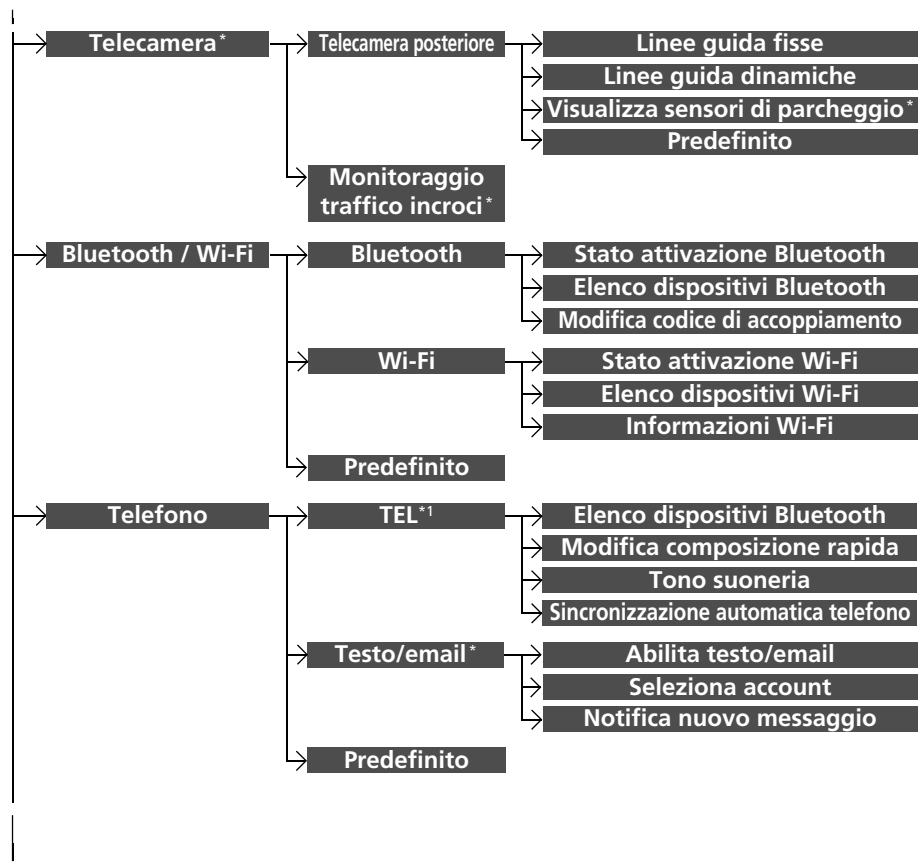 Telecamera*
Telecamera posteriore
Linee guida fisse
Linee guida dinamiche
Visualizza sensori di parcheggio*
Predefinito
Monitoraggio
traffico incroci*
Bluetooth / Wi-Fi
Bluetooth
Stato attivazione Bluetooth
Elenco dispositivi Bluetooth
Modifica codice di accoppiamento
Wi-Fi
Stato attivazione Wi-Fi
Elenco dispositivi Wi-Fi
Informazioni Wi-Fi
Predefinito
Telefono
TEL*1
Elenco dispositivi Bluetooth
Modifica composizione rapida
Tono suoneria
Sincronizzazione automatica telefono
Testo/email*
Abilita testo/email
Seleziona account
Notifica nuovo messaggio
Predefinito